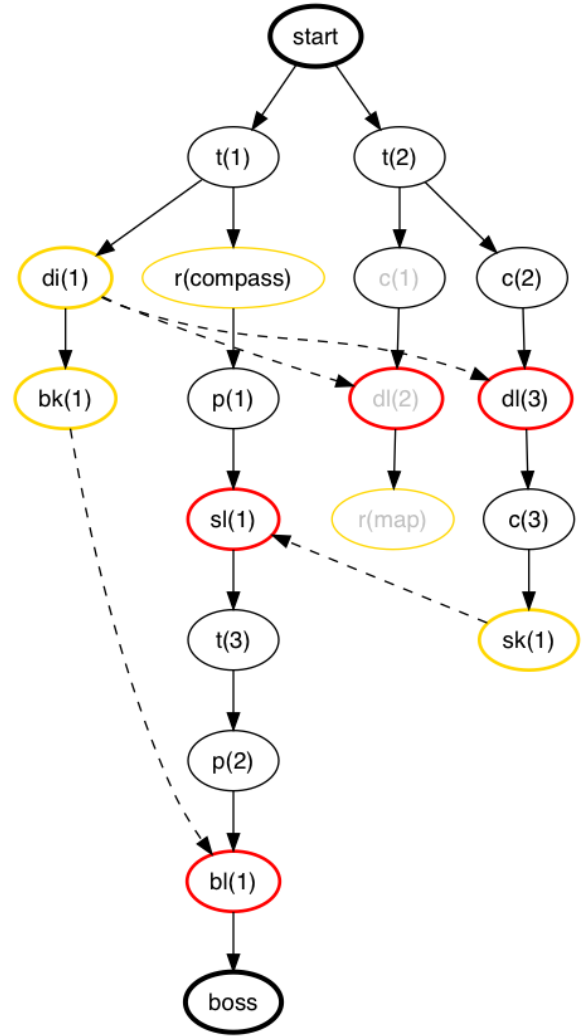 start
t(1)
t(2)
di(1)
r(compass)
c(1)
c(2)
bk(1)
p(1)
dl(2)
dl(3)
sl(1)
r(map)
c(3)
t(3)
sk(1)
p(2)
bl(1)
boss